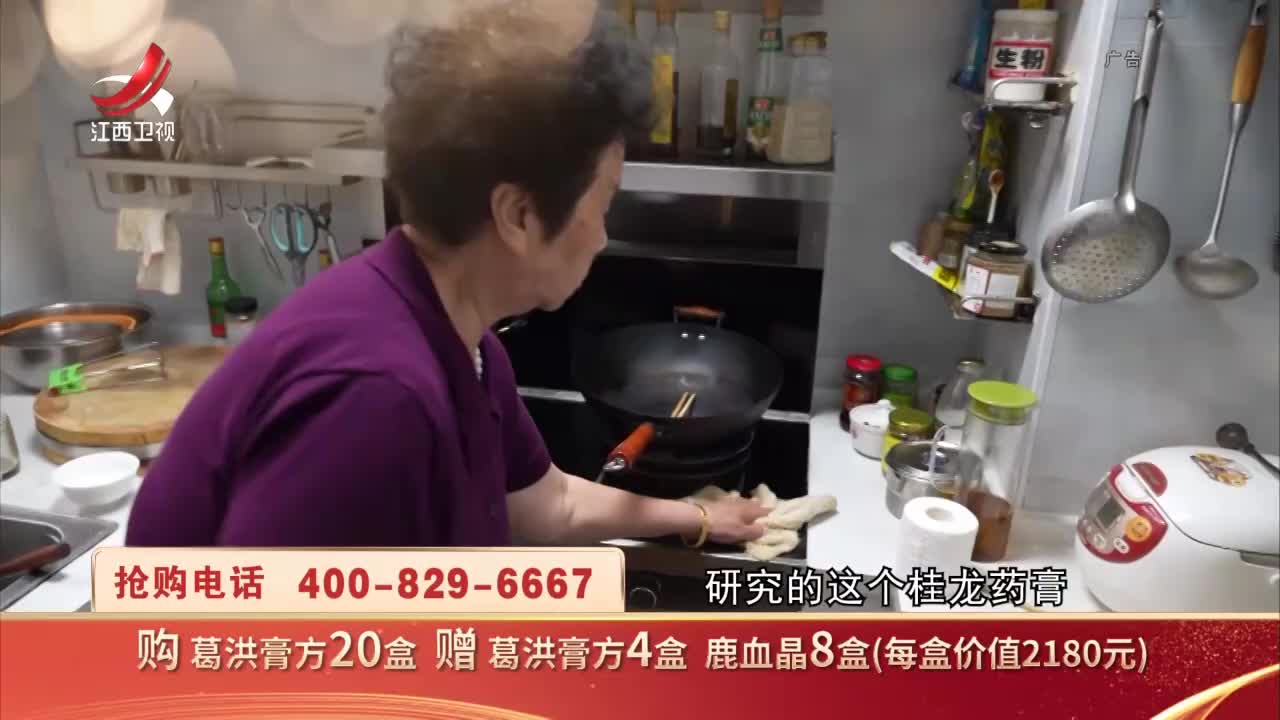 江西卫视
广告
生粉
抢购电话 400-829-6667
研究的这个桂龙药膏
购 葛洪膏方20盒 赠 葛洪膏方4盒 鹿血晶8盒(每盒价值2180元)